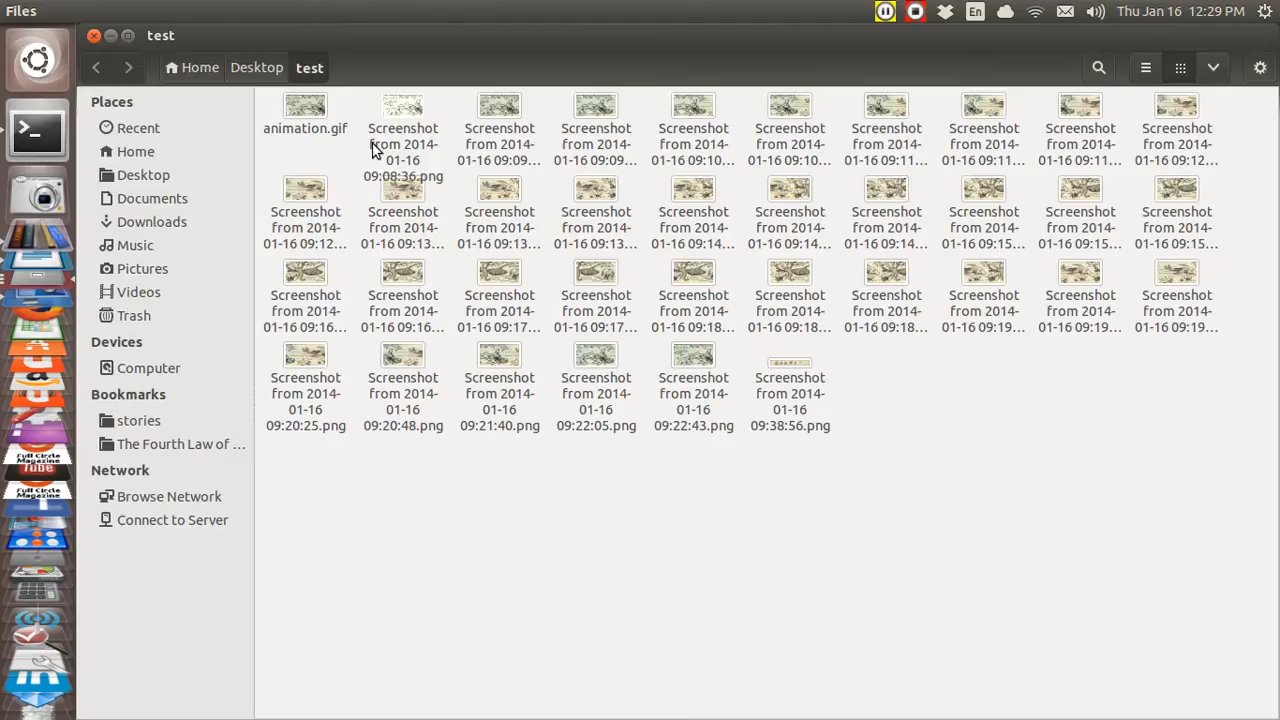 Files
En
Thu Jan 16 12:29 PM
test
Home
Desktop
test
Places
Recent
Home
Desktop
Documents
Downloads
Music
Pictures
Videos
Trash
Devices
Computer
Bookmarks
stories
The Fourth Law of ...
Network
Browse Network
Connect to Server
animation.gif
Screenshot from 2014-01-16 09:08:36.png
Screenshot from 2014-01-16 09:09...
Screenshot from 2014-01-16 09:09...
Screenshot from 2014-01-16 09:10...
Screenshot from 2014-01-16 09:10...
Screenshot from 2014-01-16 09:11...
Screenshot from 2014-01-16 09:11...
Screenshot from 2014-01-16 09:11...
Screenshot from 2014-01-16 09:12...
Screenshot from 2014-01-16 09:12...
Screenshot from 2014-01-16 09:13...
Screenshot from 2014-01-16 09:13...
Screenshot from 2014-01-16 09:13...
Screenshot from 2014-01-16 09:14...
Screenshot from 2014-01-16 09:14...
Screenshot from 2014-01-16 09:14...
Screenshot from 2014-01-16 09:15...
Screenshot from 2014-01-16 09:15...
Screenshot from 2014-01-16 09:15...
Screenshot from 2014-01-16 09:16...
Screenshot from 2014-01-16 09:16...
Screenshot from 2014-01-16 09:17...
Screenshot from 2014-01-16 09:17...
Screenshot from 2014-01-16 09:18...
Screenshot from 2014-01-16 09:18...
Screenshot from 2014-01-16 09:18...
Screenshot from 2014-01-16 09:19...
Screenshot from 2014-01-16 09:19...
Screenshot from 2014-01-16 09:19...
Screenshot from 2014-01-16 09:20:25.png
Screenshot from 2014-01-16 09:20:48.png
Screenshot from 2014-01-16 09:21:40.png
Screenshot from 2014-01-16 09:22:05.png
Screenshot from 2014-01-16 09:22:43.png
Screenshot from 2014-01-16 09:38:56.png
Full Circle
Magazine
Tube
Full Circle
Magazine
in